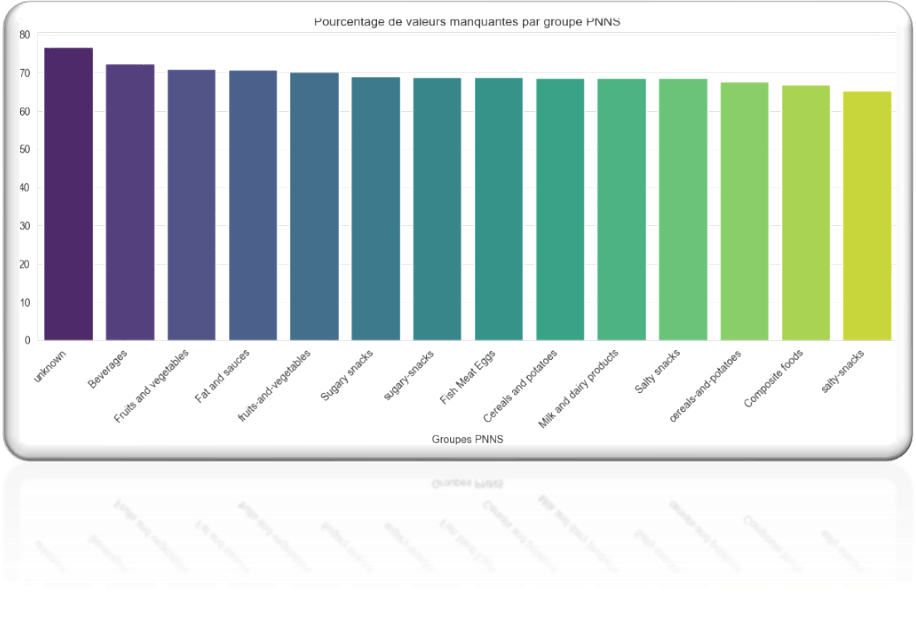 Pourcentage de valeurs manquantes par groupe PNNS
80
70
60
50
40
30
20
10
0
unknown
Beverages
Fruits and vegetables
Fat and sauces
fruits-and-vegetables
Sugary snacks
sugary-snacks
Fish Meat Eggs
Cereals and potatoes
Milk and dairy products
Salty snacks
cereals-and-potatoes
Composite foods
salty-snacks
Groupes PNNS